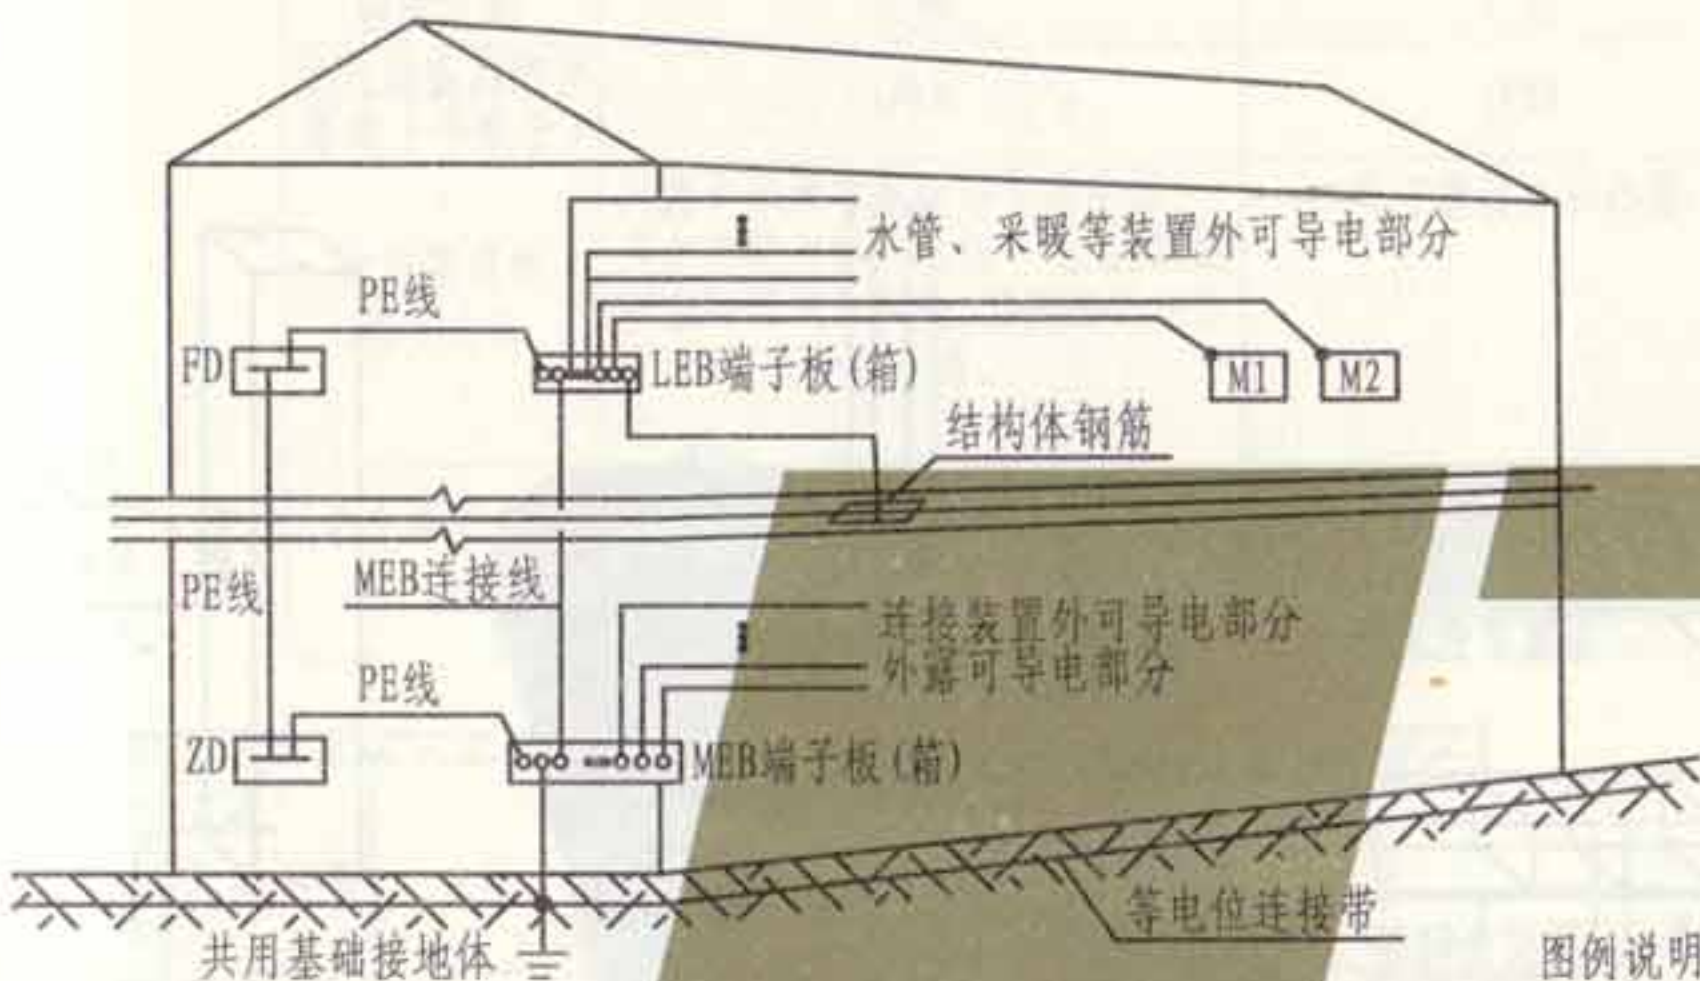 水管、采暖等装置外可导电部分
PE线
FD
LEB端子板(箱)
M1
M2
结构体钢筋
PE线
MEB连接线
连接装置外可导电部分
外露可导电部分
PE线
ZD
MEB端子板(箱)
等电位连接带
共用基础接地体
图例说明